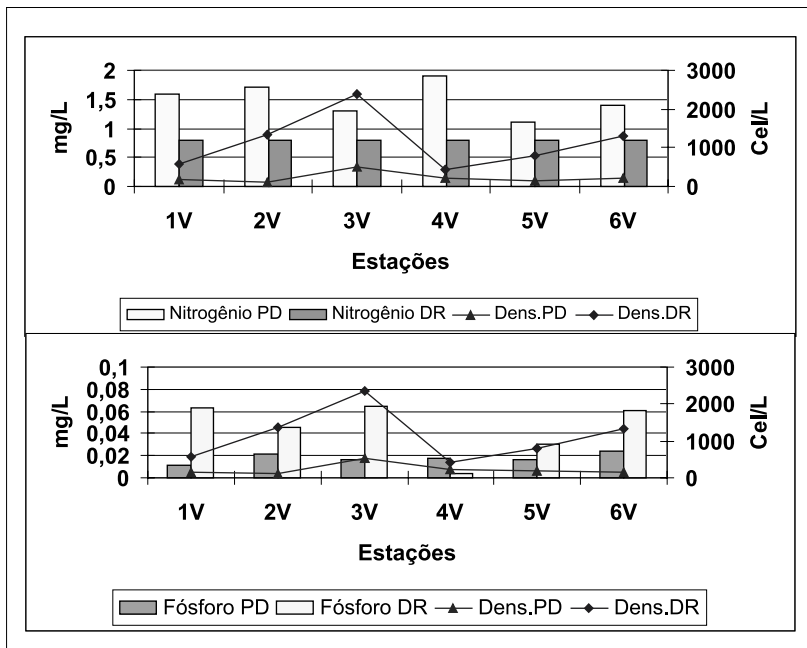 2
1,5
1
0,5
0
mg/L
3000
2000
1000
0
Cel/L
1V 2V 3V 4V 5V 6V
Estações
Nitrogênio PD Nitrogênio DR Dens.PD Dens.DR
0,1
0,08
0,06
0,04
0,02
0
mg/L
3000
2000
1000
0
Cel/L
1V 2V 3V 4V 5V 6V
Estações
Fósforo PD Fósforo DR Dens.PD Dens.DR